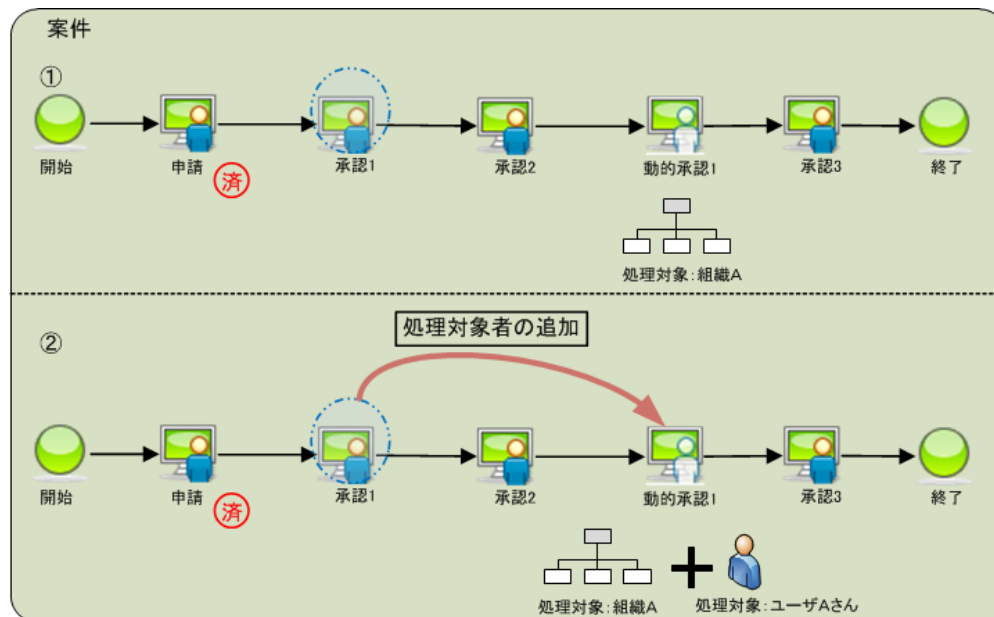 案件
①
開始
申請
済
承認1
承認2
動的承認1
承認3
終了
処理対象:組織A
②
処理対象者の追加
開始
申請
済
承認1
承認2
動的承認1
承認3
終了
処理対象:組織A
処理対象:ユーザAさん